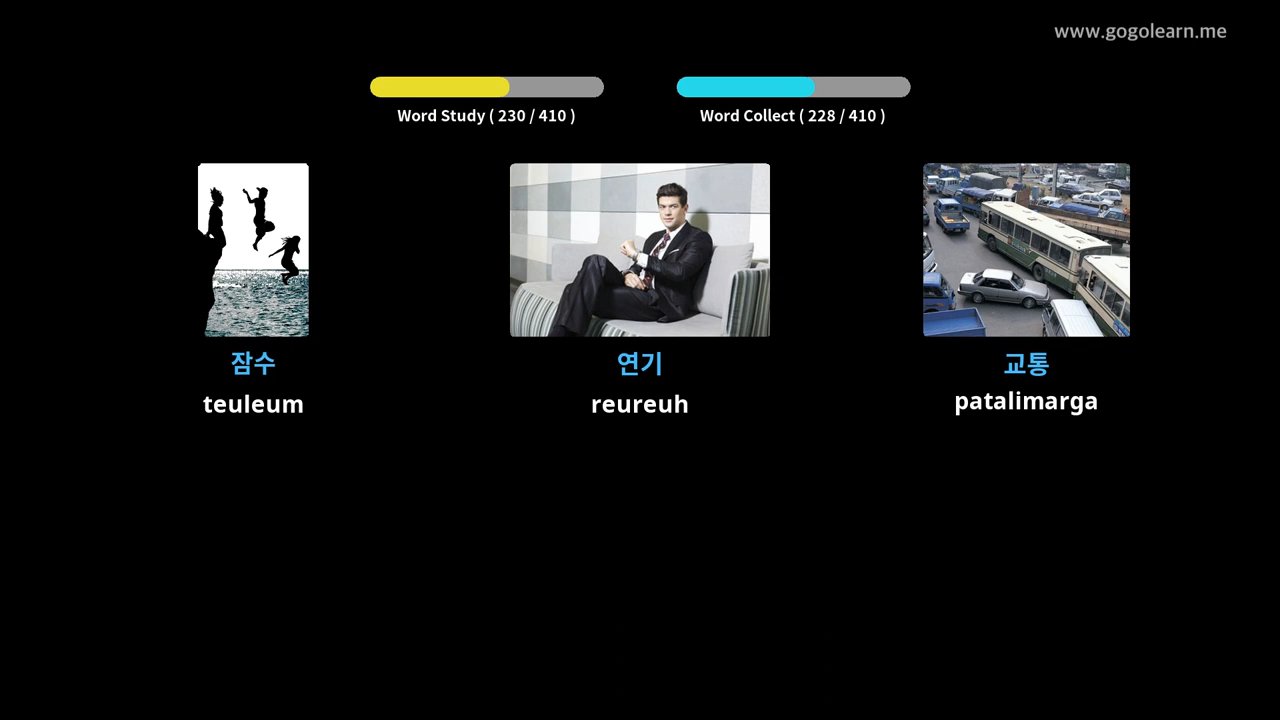 www.gogolearn.me
Word Study ( 230 / 410 )
Word Collect ( 228 / 410 )
잠수
teuleum
연기
reureuh
교통
patalimarga